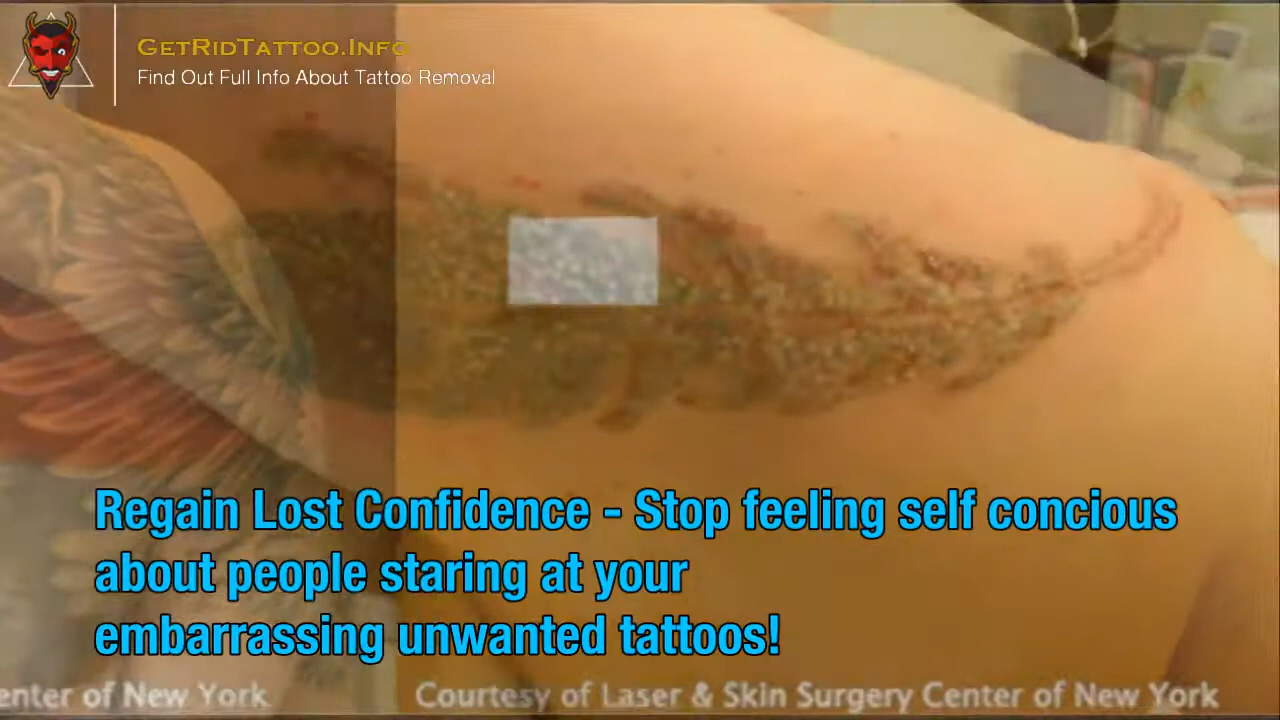 GetRidTattoo.Info
Find Out Full Info About Tattoo Removal
Regain Lost Confidence - Stop feeling self concious
about people staring at your
embarrassing unwanted tattoos!
enter of New York
Courtesy of Laser & Skin Surgery Center of New York